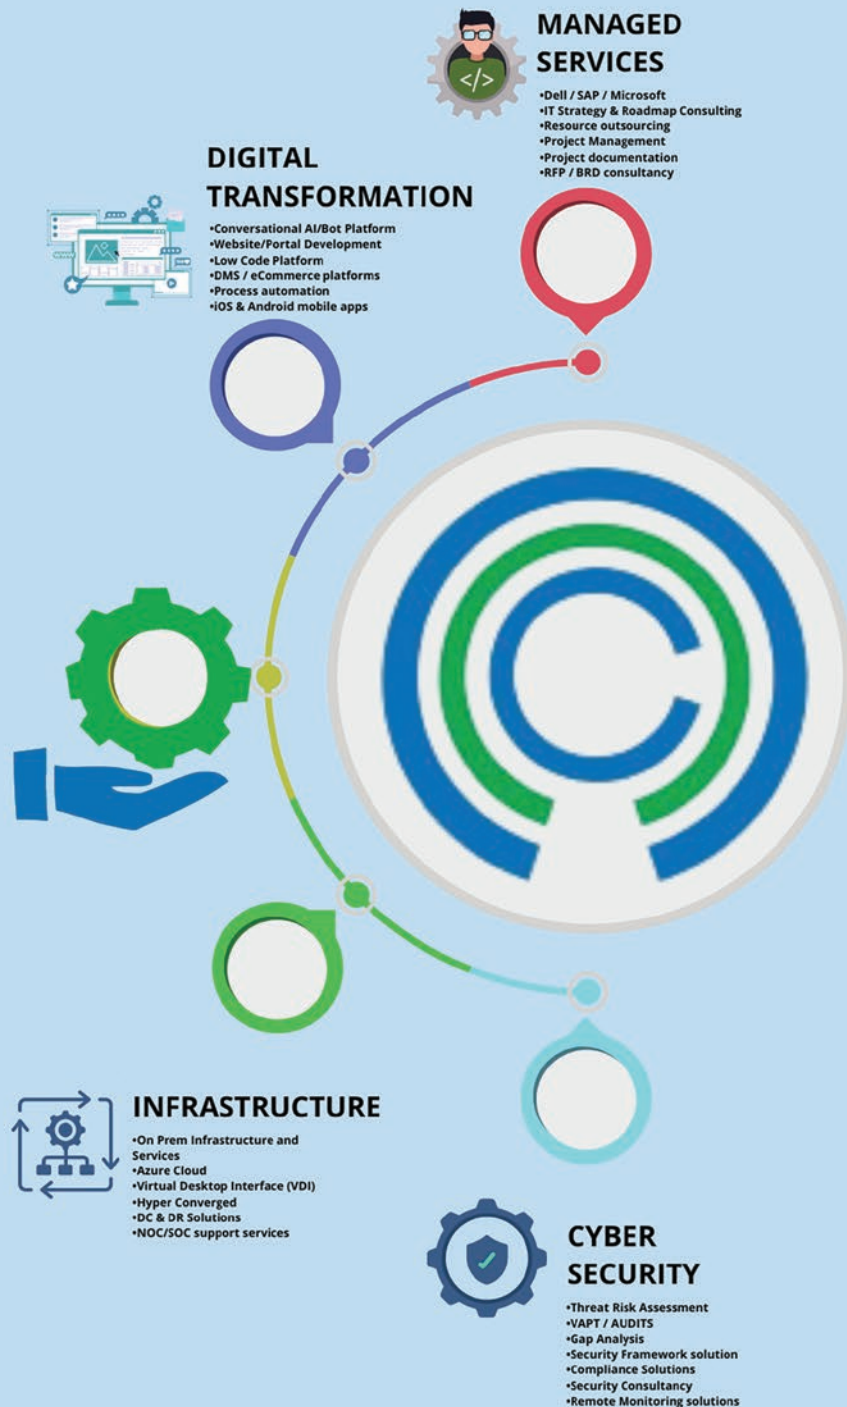 MANAGED
SERVICES
•Dell / SAP / Microsoft
•IT Strategy & Roadmap Consulting
•Resource outsourcing
•Project Management
•Project documentation
•RFP / BRD consultancy
DIGITAL
TRANSFORMATION
•Conversational AI/Bot Platform
•Website/Portal Development
•Low Code Platform
•DMS / eCommerce platforms
•Process automation
•iOS & Android mobile apps
INFRASTRUCTURE
•On Prem Infrastructure and
Services
•Azure Cloud
•Virtual Desktop Interface (VDI)
•Hyper Converged
•DC & DR Solutions
•NOC/SOC support services
CYBER
SECURITY
•Threat Risk Assessment
•VAPT / AUDITS
•Gap Analysis
•Security Framework solution
•Compliance Solutions
•Security Consultancy
•Remote Monitoring solutions